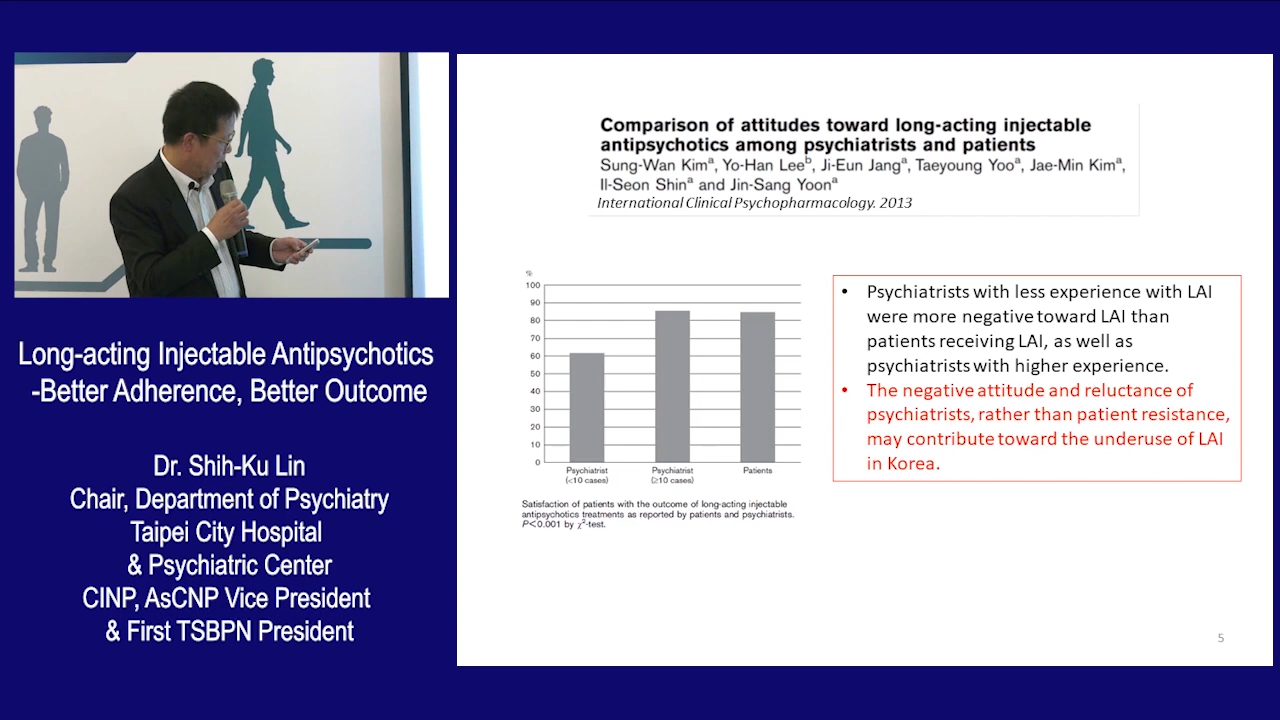 Long-acting Injectable Antipsychotics
-Better Adherence, Better Outcome
Dr. Shih-Ku Lin
Chair, Department of Psychiatry
Taipei City Hospital
& Psychiatric Center
CINP, AsCNP Vice President
& First TSBPN President
Comparison of attitudes toward long-acting injectable
antipsychotics among psychiatrists and patients
Sung-Wan Kimᵃ, Yo-Han Leeᵇ, Ji-Eun Jangᵃ, Taeyoung Yooᵃ, Jae-Min Kimᵃ,
Il-Seon Shinᵃ and Jin-Sang Yoonᵃ
International Clinical Psychopharmacology. 2013
%
100
90
80
70
60
50
40
30
20
10
0
Psychiatrist
(<10 cases)
Psychiatrist
(≥10 cases)
Patients
Satisfaction of patients with the outcome of long-acting injectable
antipsychotics treatments as reported by patients and psychiatrists.
P<0.001 by χ²-test.
• Psychiatrists with less experience with LAI
were more negative toward LAI than
patients receiving LAI, as well as
psychiatrists with higher experience.
• The negative attitude and reluctance of
psychiatrists, rather than patient resistance,
may contribute toward the underuse of LAI
in Korea.
5